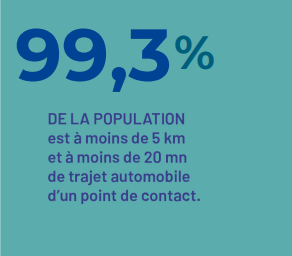 99,3%
DE LA POPULATION
est à moins de 5 km
et à moins de 20 mn
de trajet automobile
d'un point de contact.